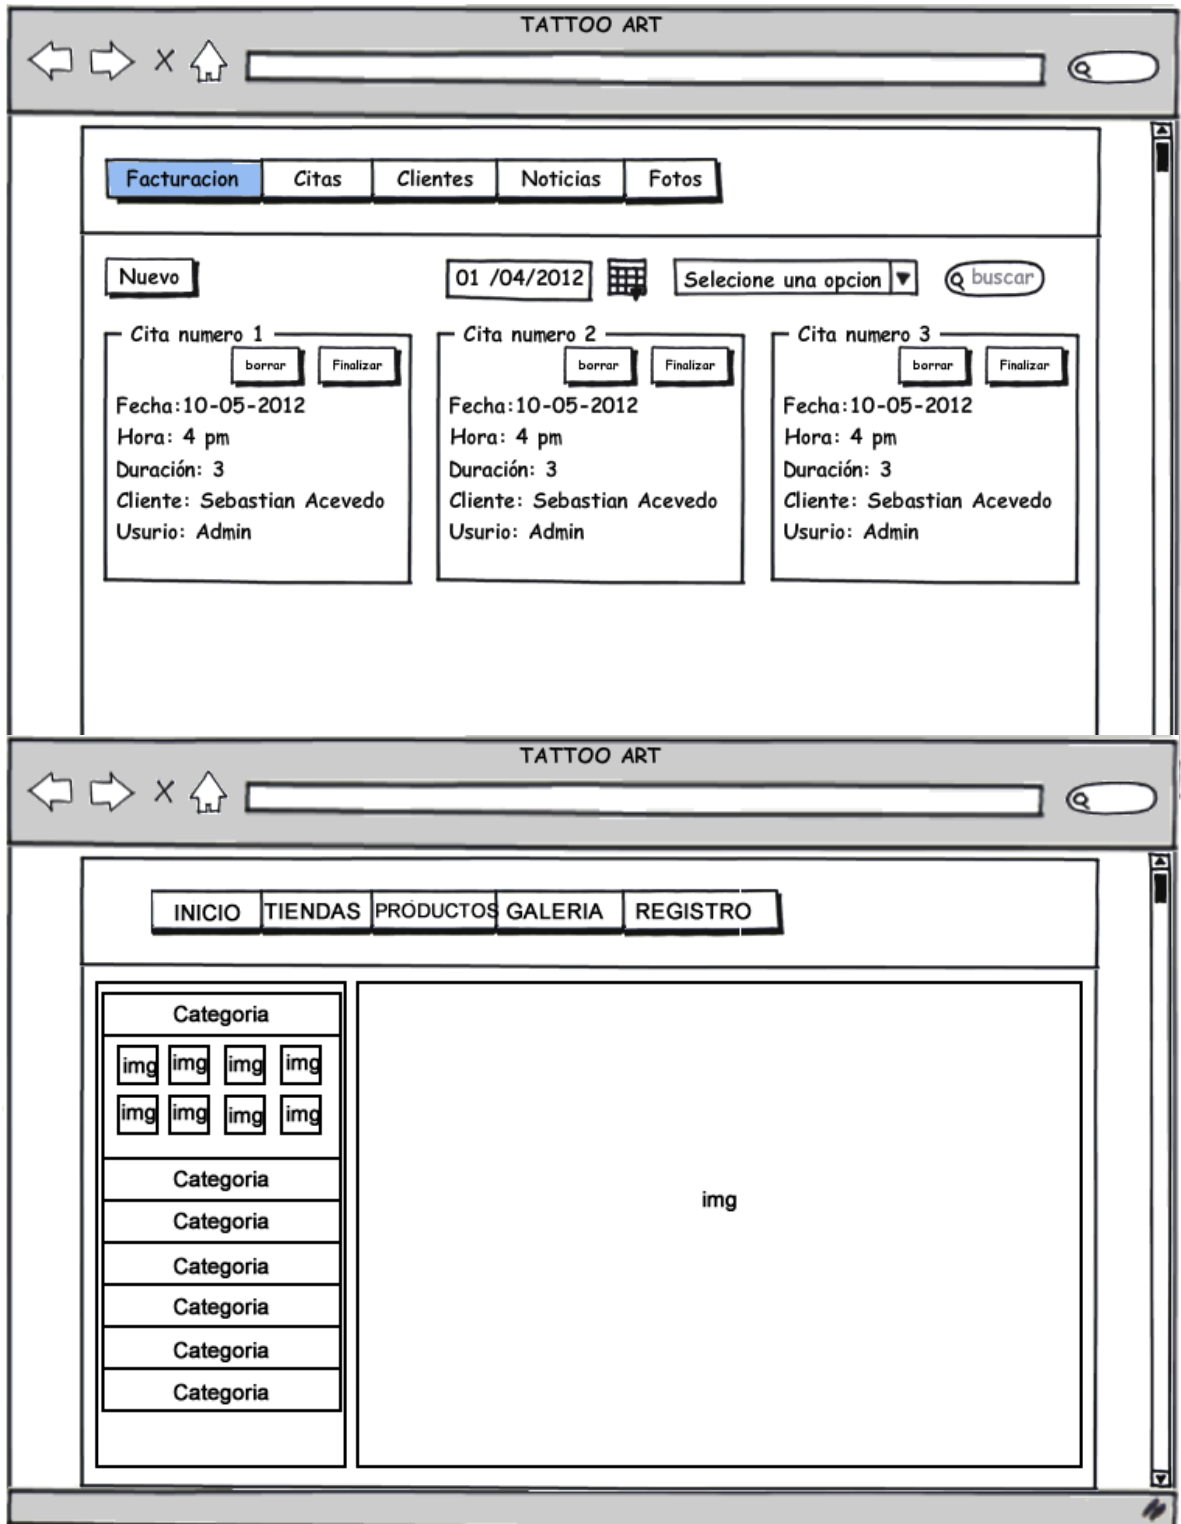 TATTOO ART
Facturacion Citas Clientes Noticias Fotos
Nuevo 01 /04/2012 Selecione una opcion buscar
Cita numero 1 Cita numero 2 Cita numero 3
borrar Finalizar borrar Finalizar borrar Finalizar
Fecha:10-05-2012 Fecha:10-05-2012 Fecha:10-05-2012
Hora: 4 pm Hora: 4 pm Hora: 4 pm
Duración: 3 Duración: 3 Duración: 3
Cliente: Sebastian Acevedo Cliente: Sebastian Acevedo Cliente: Sebastian Acevedo
Usurio: Admin Usurio: Admin Usurio: Admin
TATTOO ART
INICIO TIENDAS PRODUCTOS GALERIA REGISTRO
Categoria
img img img img
img img img img
Categoria
Categoria
Categoria
Categoria
Categoria
Categoria
img